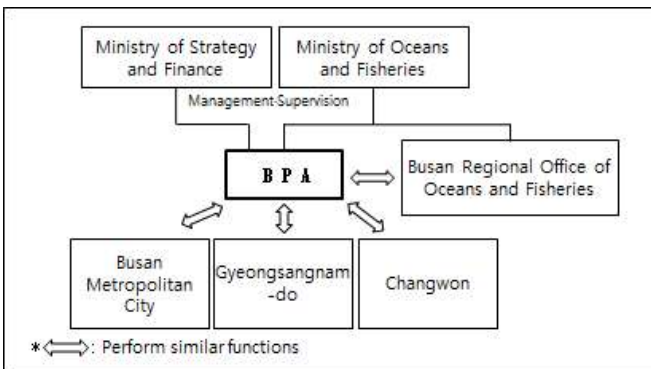 Ministry of Strategy
and Finance
Ministry of Oceans
and Fisheries
Management·Supervision
B P A
Busan Regional Office of
Oceans and Fisheries
Busan
Metropolitan
City
Gyeongsangnam
-do
Changwon
*⇔: Perform similar functions